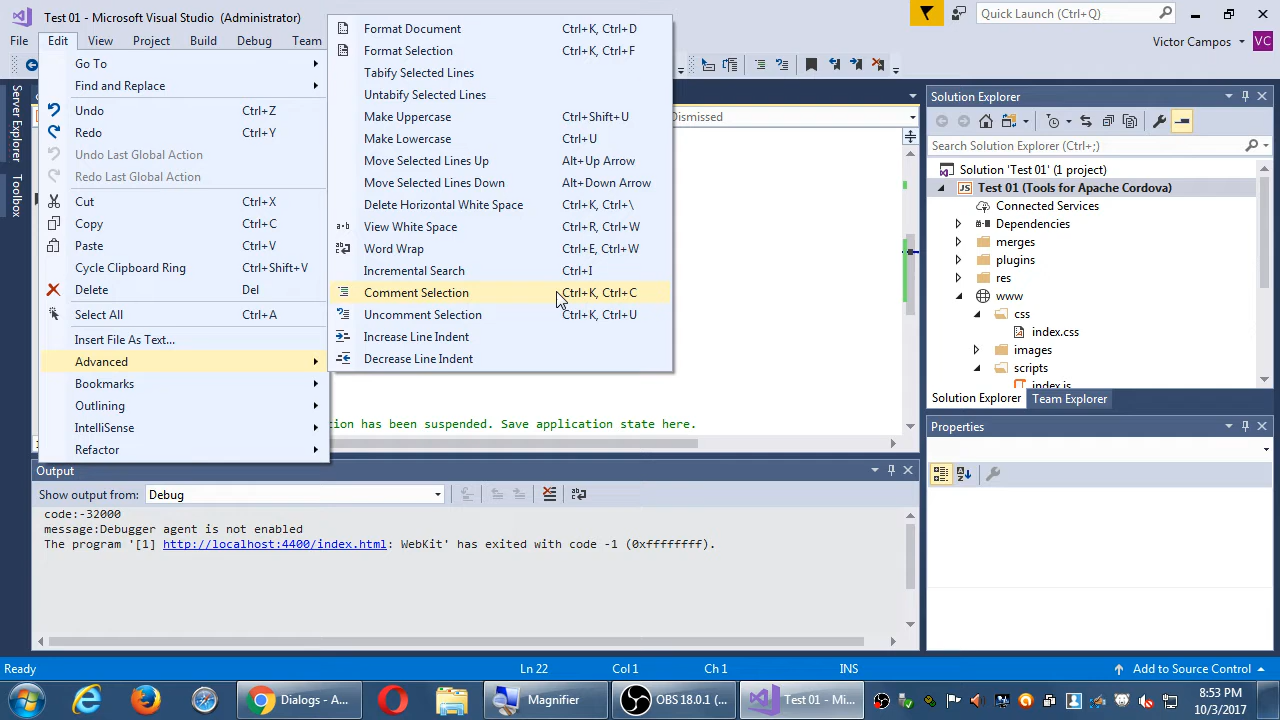 Test 01 - Microsoft Visual Studio (Administrator)
Quick Launch (Ctrl+Q)
File Edit View Project Build Debug Team
Victor Campos VC
Server Explorer
Toolbox
Go To
Find and Replace
Undo Ctrl+Z
Redo Ctrl+Y
Undo Last Global Action
Redo Last Global Action
Cut Ctrl+X
Copy Ctrl+C
Paste Ctrl+V
Cycle Clipboard Ring Ctrl+Shift+V
Delete Del
Select All Ctrl+A
Insert File As Text...
Advanced
Bookmarks
Outlining
IntelliSense
Refactor
Format Document Ctrl+K, Ctrl+D
Format Selection Ctrl+K, Ctrl+F
Tabify Selected Lines
Untabify Selected Lines
Make Uppercase Ctrl+Shift+U
Make Lowercase Ctrl+U
Move Selected Lines Up Alt+Up Arrow
Move Selected Lines Down Alt+Down Arrow
Delete Horizontal White Space Ctrl+K, Ctrl+\
View White Space Ctrl+R, Ctrl+W
Word Wrap Ctrl+E, Ctrl+W
Incremental Search Ctrl+I
Comment Selection Ctrl+K, Ctrl+C
Uncomment Selection Ctrl+K, Ctrl+U
Increase Line Indent
Decrease Line Indent
Dismissed
tion has been suspended. Save application state here.
Solution Explorer
Search Solution Explorer (Ctrl+;)
Solution 'Test 01' (1 project)
JS Test 01 (Tools for Apache Cordova)
Connected Services
Dependencies
merges
plugins
res
www
css
index.css
images
scripts
index.js
Solution Explorer Team Explorer
Properties
Output
Show output from: Debug
code:-32000
message:Debugger agent is not enabled
The program '[1] http://localhost:4400/index.html: WebKit' has exited with code -1 (0xffffffff).
Ready Ln 22 Col 1 Ch 1 INS Add to Source Control
Dialogs - A... Magnifier OBS 18.0.1 (... Test 01 - Mi...
8:53 PM
10/3/2017